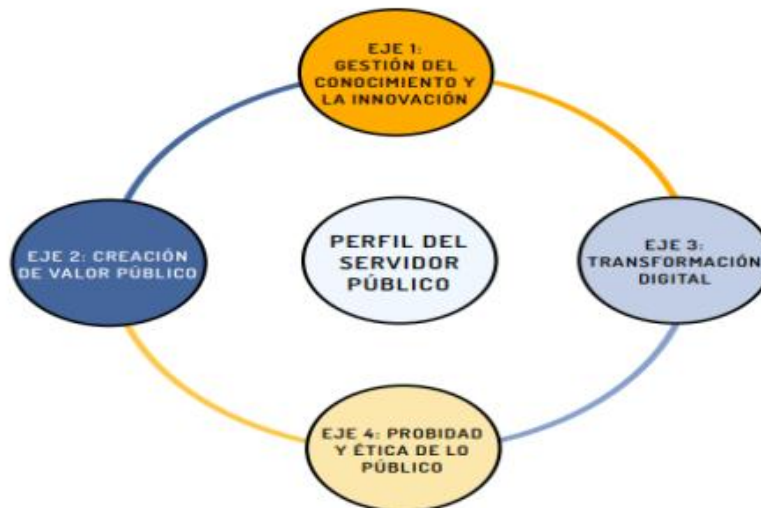 EJE 1:
GESTIÓN DEL
CONOCIMIENTO Y
LA INNOVACIÓN
EJE 2: CREACIÓN
DE VALOR PÚBLICO
PERFIL DEL
SERVIDOR
PÚBLICO
EJE 3:
TRANSFORMACIÓN
DIGITAL
EJE 4: PROBIDAD
Y ÉTICA DE LO
PÚBLICO